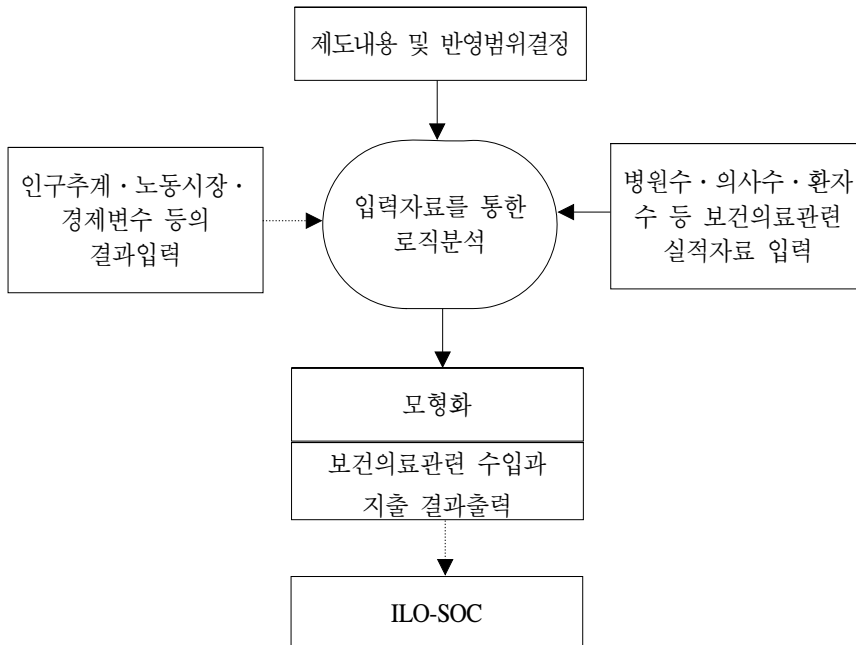 제도내용 및 반영범위결정
인구추계·노동시장·
경제변수 등의
결과입력
입력자료를 통한
로직분석
병원수·의사수·환자
수 등 보건의료관련
실적자료 입력
모형화
보건의료관련 수입과
지출 결과출력
ILO-SOC